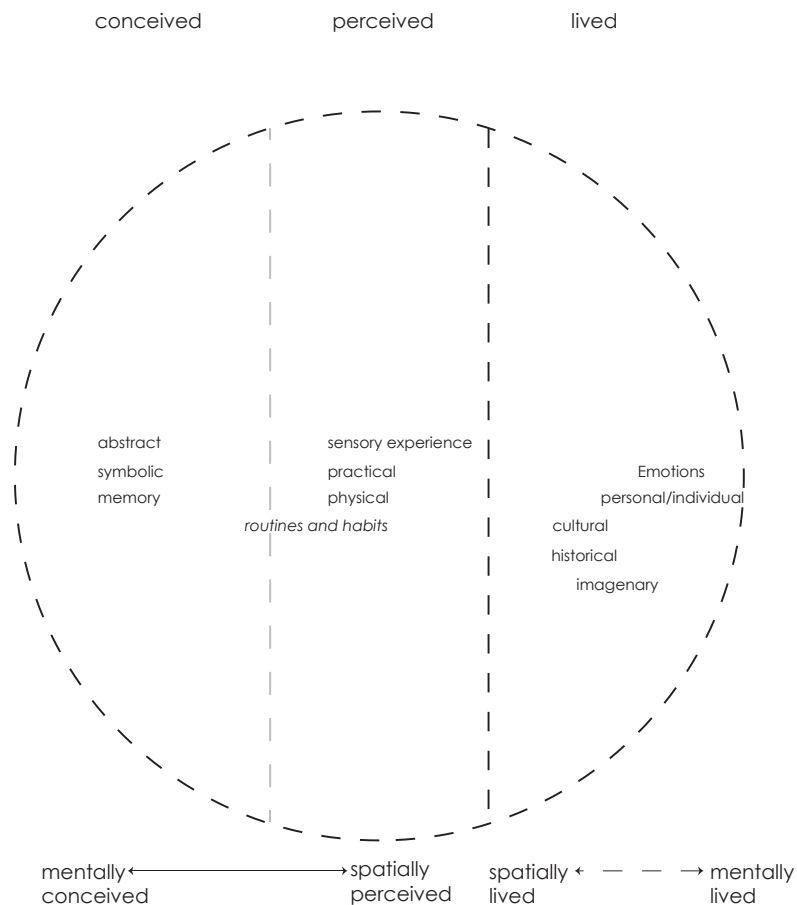 conceived perceived lived
abstract sensory experience
symbolic practical Emotions
memory physical personal/individual
routines and habits cultural
historical
imagenary
mentally spatially spatially mentally
conceived perceived lived lived